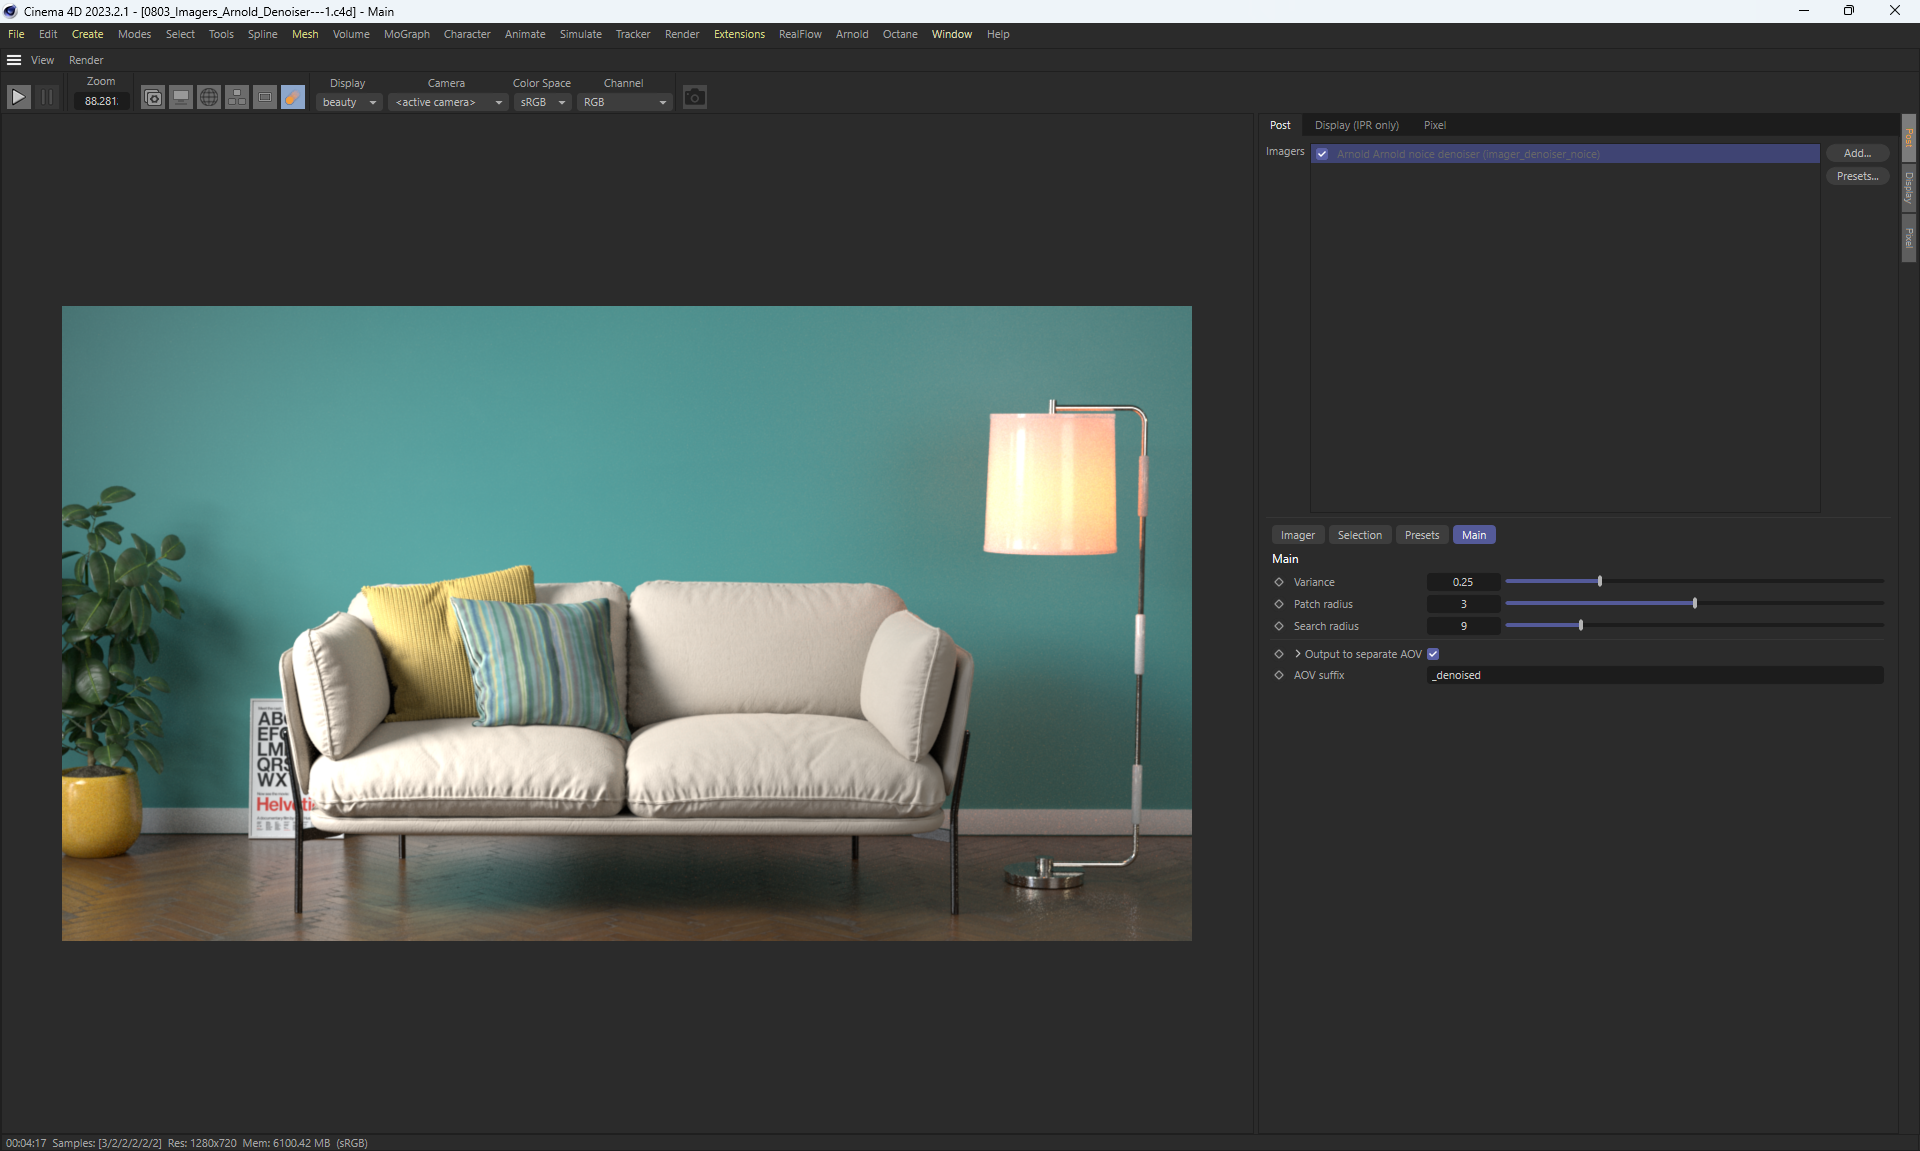 Cinema 4D 2023.2.1 - [0803_Imagers_Arnold_Denoiser---1.c4d] - Main
File Edit Create Modes Select Tools Spline Mesh Volume MoGraph Character Animate Simulate Tracker Render Extensions RealFlow Arnold Octane Window Help
View Render
Zoom Display Camera Color Space Channel
88.281. beauty <active camera> sRGB RGB
Post Display (IPR only) Pixel
Imagers Arnold Arnold noice denoiser (imager_denoiser_noice) Add...
Presets...
Post
Display
Pixel
Imager Selection Presets Main
Main
Variance 0.25
Patch radius 3
Search radius 9
> Output to separate AOV
AOV suffix _denoised
AB
EFG
LM
QRS
WX
Helveti
00:04:17 Samples: [3/2/2/2/2/2] Res: 1280x720 Mem: 6100.42 MB (sRGB)